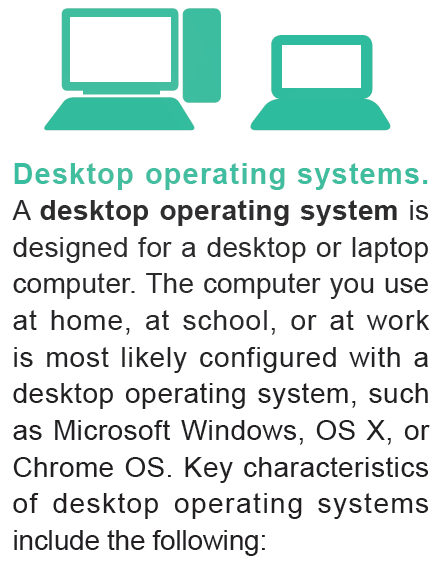 Desktop operating systems.
A desktop operating system is
designed for a desktop or laptop
computer. The computer you use
at home, at school, or at work
is most likely configured with a
desktop operating system, such
as Microsoft Windows, OS X, or
Chrome OS. Key characteristics
of desktop operating systems
include the following: